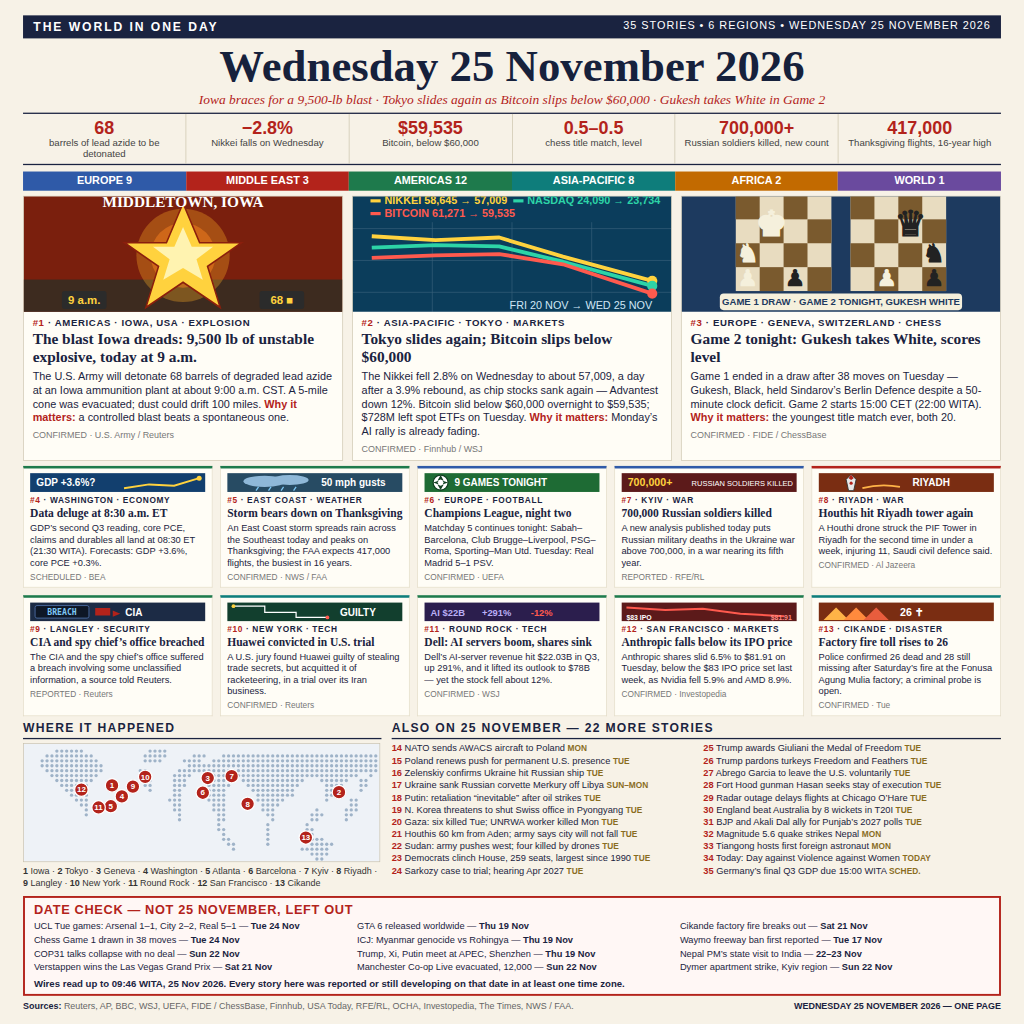 THE WORLD IN ONE DAY
35 STORIES • 6 REGIONS • WEDNESDAY 25 NOVEMBER 2026
Wednesday 25 November 2026
Iowa braces for a 9,500-lb blast · Tokyo slides again as Bitcoin slips below $60,000 · Gukesh takes White in Game 2
68
barrels of lead azide to be
detonated
−2.8%
Nikkei falls on Wednesday
$59,535
Bitcoin, below $60,000
0.5–0.5
chess title match, level
700,000+
Russian soldiers killed, new count
417,000
Thanksgiving flights, 16-year high
EUROPE 9
MIDDLE EAST 3
AMERICAS 12
ASIA-PACIFIC 8
AFRICA 2
WORLD 1
MIDDLETOWN, IOWA
9 a.m.
68 ■
#1 · AMERICAS · IOWA, USA · EXPLOSION
The blast Iowa dreads: 9,500 lb of unstable
explosive, today at 9 a.m.
The U.S. Army will detonate 68 barrels of degraded lead azide
at an Iowa ammunition plant at about 9:00 a.m. CST. A 5-mile
cone was evacuated; dust could drift 100 miles. Why it
matters: a controlled blast beats a spontaneous one.
CONFIRMED · U.S. Army / Reuters
NIKKEI 58,645 → 57,009
NASDAQ 24,090 → 23,734
BITCOIN 61,271 → 59,535
FRI 20 NOV → WED 25 NOV
#2 · ASIA-PACIFIC · TOKYO · MARKETS
Tokyo slides again; Bitcoin slips below
$60,000
The Nikkei fell 2.8% on Wednesday to about 57,009, a day
after a 3.9% rebound, as chip stocks sank again — Advantest
down 12%. Bitcoin slid below $60,000 overnight to $59,535;
$728M left spot ETFs on Tuesday. Why it matters: Monday's
AI rally is already fading.
CONFIRMED · Finnhub / WSJ
GAME 1 DRAW · GAME 2 TONIGHT, GUKESH WHITE
#3 · EUROPE · GENEVA, SWITZERLAND · CHESS
Game 2 tonight: Gukesh takes White, scores
level
Game 1 ended in a draw after 38 moves on Tuesday —
Gukesh, Black, held Sindarov's Berlin Defence despite a 50-
minute clock deficit. Game 2 starts 15:00 CET (22:00 WITA).
Why it matters: the youngest title match ever, both 20.
CONFIRMED · FIDE / ChessBase
GDP +3.6%?
#4 · WASHINGTON · ECONOMY
Data deluge at 8:30 a.m. ET
GDP's second Q3 reading, core PCE,
claims and durables all land at 08:30 ET
(21:30 WITA). Forecasts: GDP +3.6%,
core PCE +0.3%.
SCHEDULED · BEA
50 mph gusts
#5 · EAST COAST · WEATHER
Storm bears down on Thanksgiving
An East Coast storm spreads rain across
the Southeast today and peaks on
Thanksgiving; the FAA expects 417,000
flights, the busiest in 16 years.
CONFIRMED · NWS / FAA
9 GAMES TONIGHT
#6 · EUROPE · FOOTBALL
Champions League, night two
Matchday 5 continues tonight: Sabah–
Barcelona, Club Brugge–Liverpool, PSG–
Roma, Sporting–Man Utd. Tuesday: Real
Madrid 5–1 PSV.
CONFIRMED · UEFA
700,000+
RUSSIAN SOLDIERS KILLED
#7 · KYIV · WAR
700,000 Russian soldiers killed
A new analysis published today puts
Russian military deaths in the Ukraine war
above 700,000, in a war nearing its fifth
year.
REPORTED · RFE/RL
RIYADH
#8 · RIYADH · WAR
Houthis hit Riyadh tower again
A Houthi drone struck the PIF Tower in
Riyadh for the second time in under a
week, injuring 11, Saudi civil defence said.
CONFIRMED · Al Jazeera
BREACH
CIA
#9 · LANGLEY · SECURITY
CIA and spy chief's office breached
The CIA and the spy chief's office suffered
a breach involving some unclassified
information, a source told Reuters.
REPORTED · Reuters
GUILTY
#10 · NEW YORK · TECH
Huawei convicted in U.S. trial
A U.S. jury found Huawei guilty of stealing
trade secrets, but acquitted it of
racketeering, in a trial over its Iran
business.
CONFIRMED · Reuters
AI $22B
+291%
-12%
#11 · ROUND ROCK · TECH
Dell: AI servers boom, shares sink
Dell's AI-server revenue hit $22.03B in Q3,
up 291%, and it lifted its outlook to $78B
— yet the stock fell about 12%.
CONFIRMED · WSJ
$83 IPO
$81.91
#12 · SAN FRANCISCO · MARKETS
Anthropic falls below its IPO price
Anthropic shares slid 6.5% to $81.91 on
Tuesday, below the $83 IPO price set last
week, as Nvidia fell 5.9% and AMD 8.9%.
CONFIRMED · Investopedia
26 ✝
#13 · CIKANDE · DISASTER
Factory fire toll rises to 26
Police confirmed 26 dead and 28 still
missing after Saturday's fire at the Fonusa
Agung Mulia factory; a criminal probe is
open.
CONFIRMED · Tue
WHERE IT HAPPENED
12
1
9
10
4
11
5
3
7
6
8
2
13
1 Iowa · 2 Tokyo · 3 Geneva · 4 Washington · 5 Atlanta · 6 Barcelona · 7 Kyiv · 8 Riyadh ·
9 Langley · 10 New York · 11 Round Rock · 12 San Francisco · 13 Cikande
ALSO ON 25 NOVEMBER — 22 MORE STORIES
14 NATO sends AWACS aircraft to Poland MON
15 Poland renews push for permanent U.S. presence TUE
16 Zelenskiy confirms Ukraine hit Russian ship TUE
17 Ukraine sank Russian corvette Merkury off Libya SUN–MON
18 Putin: retaliation "inevitable" after oil strikes TUE
19 N. Korea threatens to shut Swiss office in Pyongyang TUE
20 Gaza: six killed Tue; UNRWA worker killed Mon TUE
21 Houthis 60 km from Aden; army says city will not fall TUE
22 Sudan: army pushes west; four killed by drones TUE
23 Democrats clinch House, 259 seats, largest since 1990 TUE
24 Sarkozy case to trial; hearing Apr 2027 TUE
25 Trump awards Giuliani the Medal of Freedom TUE
26 Trump pardons turkeys Freedom and Feathers TUE
27 Abrego Garcia to leave the U.S. voluntarily TUE
28 Fort Hood gunman Hasan seeks stay of execution TUE
29 Radar outage delays flights at Chicago O'Hare TUE
30 England beat Australia by 8 wickets in T20I TUE
31 BJP and Akali Dal ally for Punjab's 2027 polls TUE
32 Magnitude 5.6 quake strikes Nepal MON
33 Tiangong hosts first foreign astronaut MON
34 Today: Day against Violence against Women TODAY
35 Germany's final Q3 GDP due 15:00 WITA SCHED.
DATE CHECK — NOT 25 NOVEMBER, LEFT OUT
UCL Tue games: Arsenal 1–1, City 2–2, Real 5–1 — Tue 24 Nov
Chess Game 1 drawn in 38 moves — Tue 24 Nov
COP31 talks collapse with no deal — Sun 22 Nov
Verstappen wins the Las Vegas Grand Prix — Sat 21 Nov
GTA 6 released worldwide — Thu 19 Nov
ICJ: Myanmar genocide vs Rohingya — Thu 19 Nov
Trump, Xi, Putin meet at APEC, Shenzhen — Thu 19 Nov
Manchester Co-op Live evacuated, 12,000 — Sun 22 Nov
Cikande factory fire breaks out — Sat 21 Nov
Waymo freeway ban first reported — Tue 17 Nov
Nepal PM's state visit to India — 22–23 Nov
Dymer apartment strike, Kyiv region — Sun 22 Nov
Wires read up to 09:46 WITA, 25 Nov 2026. Every story here was reported or still developing on that date in at least one time zone.
Sources: Reuters, AP, BBC, WSJ, UEFA, FIDE / ChessBase, Finnhub, USA Today, RFE/RL, OCHA, Investopedia, The Times, NWS / FAA.
WEDNESDAY 25 NOVEMBER 2026 — ONE PAGE